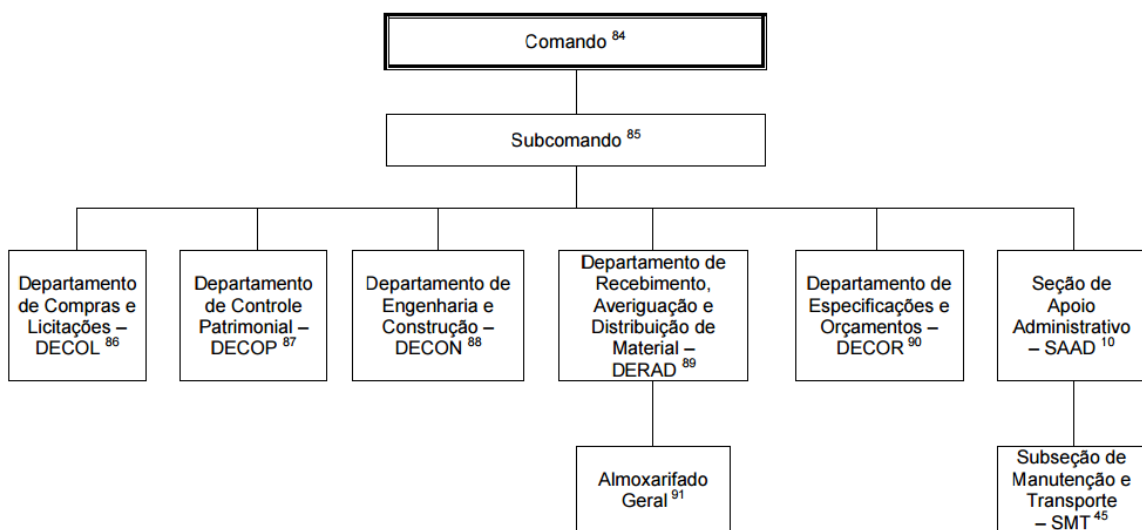 Comando 84
Subcomando 85
Departamento
de Compras e
Licitações –
DECOL 86
Departamento
de Controle
Patrimonial –
DECOP 87
Departamento de
Engenharia e
Construção –
DECON 88
Departamento de
Recebimento,
Averiguação e
Distribuição de
Material –
DERAD 89
Departamento de
Especificações e
Orçamentos –
DECOR 90
Seção de
Apoio
Administrativo
– SAAD 10
Almoxarifado
Geral 91
Subseção de
Manutenção e
Transporte
– SMT 45